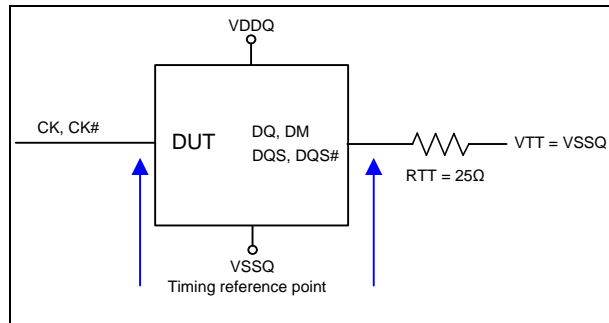 VDDQ
CK, CK#
DUT
DQ, DM
DQS, DQS#
VTT = VSSQ
RTT = 25Ω
VSSQ
Timing reference point